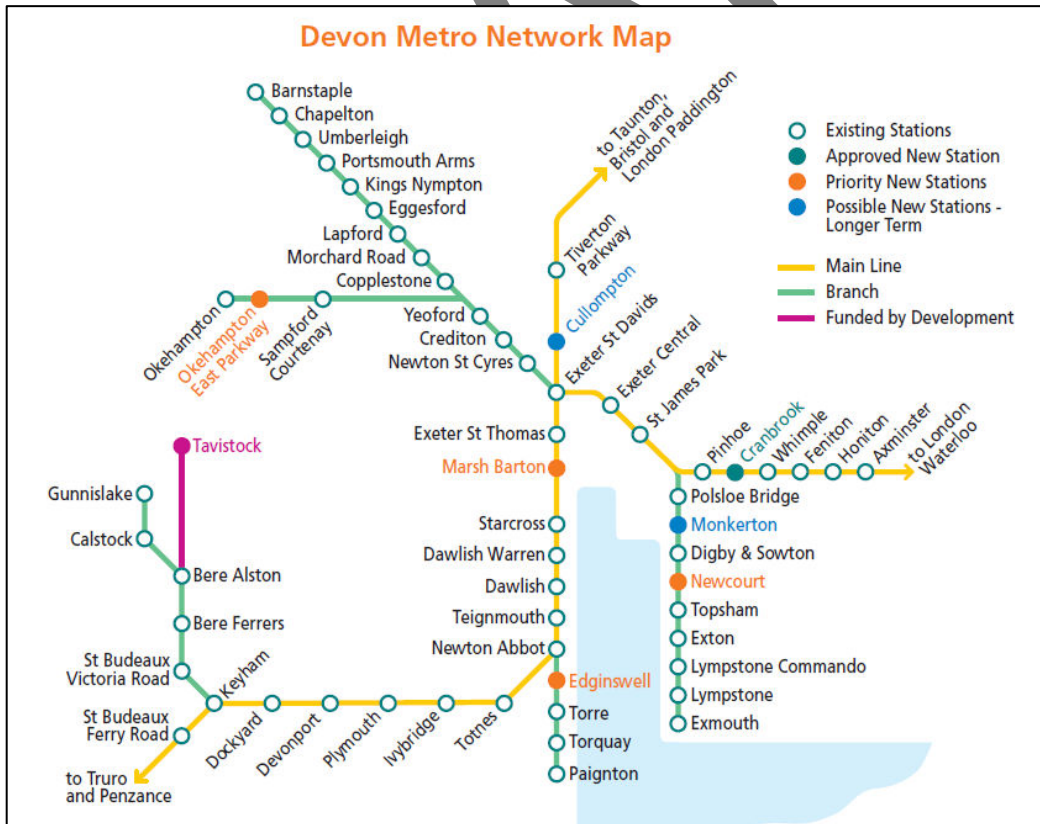 Devon Metro Network Map
Barnstaple
Chapelton
Umberleigh
Portsmouth Arms
Kings Nympton
Eggesford
Lapford
Morchard Road
Copplestone
Yeoford
Crediton
Newton St Cyres
Okehampton
Okehampton
East Parkway
Sampford
Courtenay
to Taunton,
Bristol and
London Paddington
Tiverton
Parkway
Cullompton
Exeter St Davids
Exeter Central
St James Park
Existing Stations
Approved New Station
Priority New Stations
Possible New Stations -
Longer Term
Main Line
Branch
Funded by Development
Pinhoe
Cranbrook
Whimple
Feniton
Honiton
Axminster
to London
Waterloo
Exeter St Thomas
Marsh Barton
Starcross
Dawlish Warren
Dawlish
Teignmouth
Newton Abbot
Edginswell
Torre
Torquay
Paignton
Polsloe Bridge
Monkerton
Digby & Sowton
Newcourt
Topsham
Exton
Lympstone Commando
Lympstone
Exmouth
Tavistock
Gunnislake
Calstock
Bere Alston
Bere Ferrers
St Budeaux
Victoria Road
Keyham
St Budeaux
Ferry Road
Dockyard
Devonport
Plymouth
Ivybridge
Totnes
to Truro
and Penzance